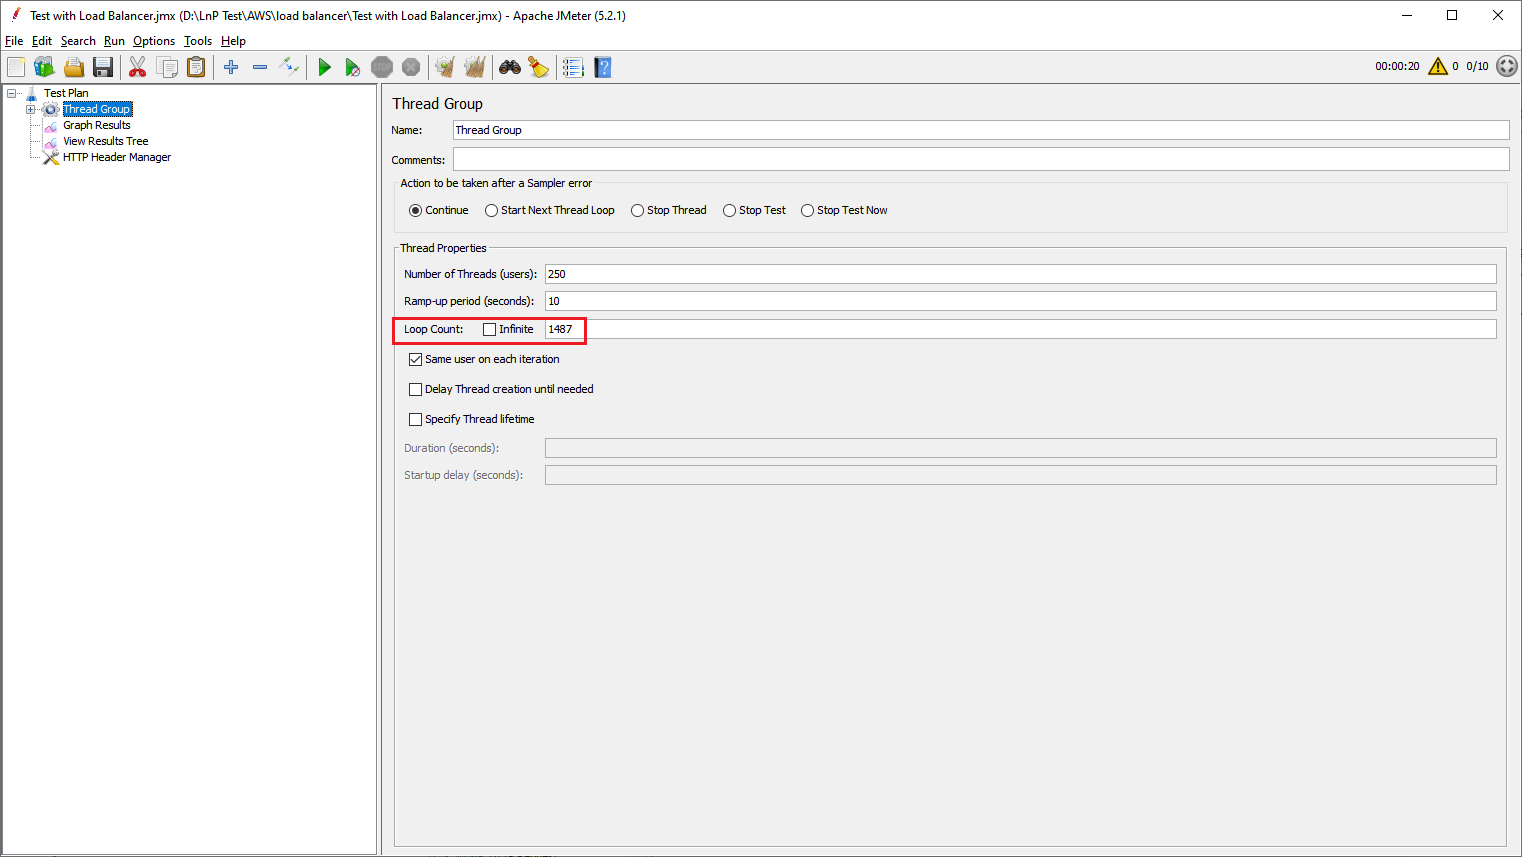 Test with Load Balancer.jmx (D:\LnP Test\AWS\load balancer\Test with Load Balancer.jmx) - Apache JMeter (5.2.1)
File Edit Search Run Options Tools Help
STOP
00:00:20 0 0/10
Test Plan
Thread Group
Graph Results
View Results Tree
HTTP Header Manager
Thread Group
Name: Thread Group
Comments:
Action to be taken after a Sampler error
Continue Start Next Thread Loop Stop Thread Stop Test Stop Test Now
Thread Properties
Number of Threads (users): 250
Ramp-up period (seconds): 10
Loop Count: Infinite 1487
Same user on each iteration
Delay Thread creation until needed
Specify Thread lifetime
Duration (seconds):
Startup delay (seconds):